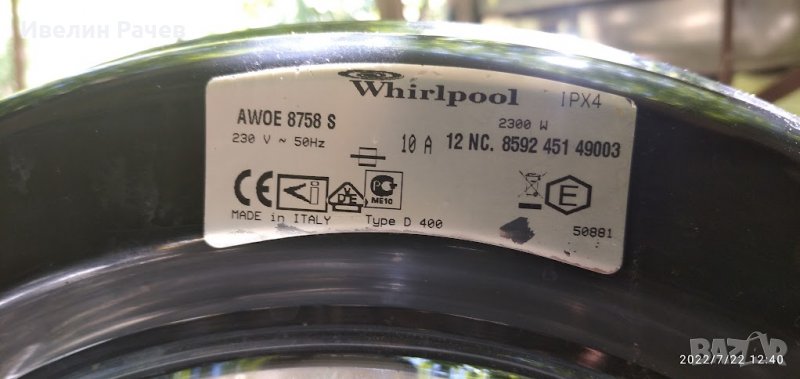 Ивелин Рачев
Whirlpool IPX4
AWOE 8758 S 2300 W
230 V ~ 50Hz 10 A 12 NC. 8592 451 49003
CE i VDE PG E
ME10
MADE in ITALY Type D 400 50881
BAZAR
2022/7/22 12:40